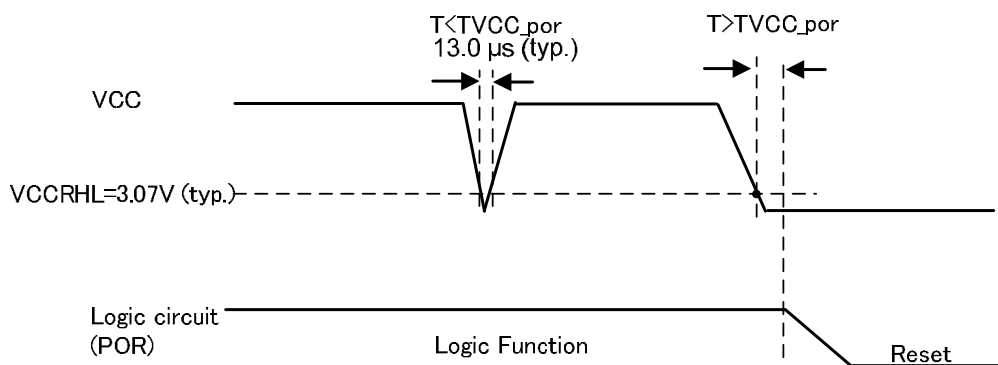 T<TVCC_por
13.0 µs (typ.)
T>TVCC_por
VCC
VCCRHL=3.07V (typ.)
Logic circuit
(POR)
Logic Function
Reset